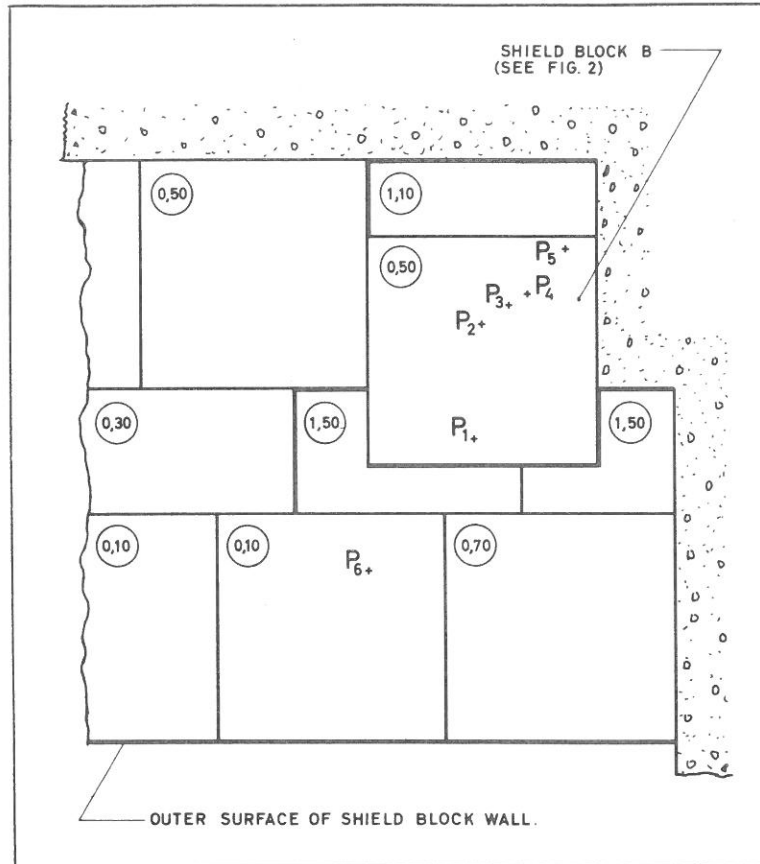 SHIELD BLOCK B
(SEE FIG. 2)
0,50
1,10
0,50
P5+
P3+ +P4
P2+
0,30
1,50
P1+
1,50
0,10
0,10
P6+
0,70
OUTER SURFACE OF SHIELD BLOCK WALL.